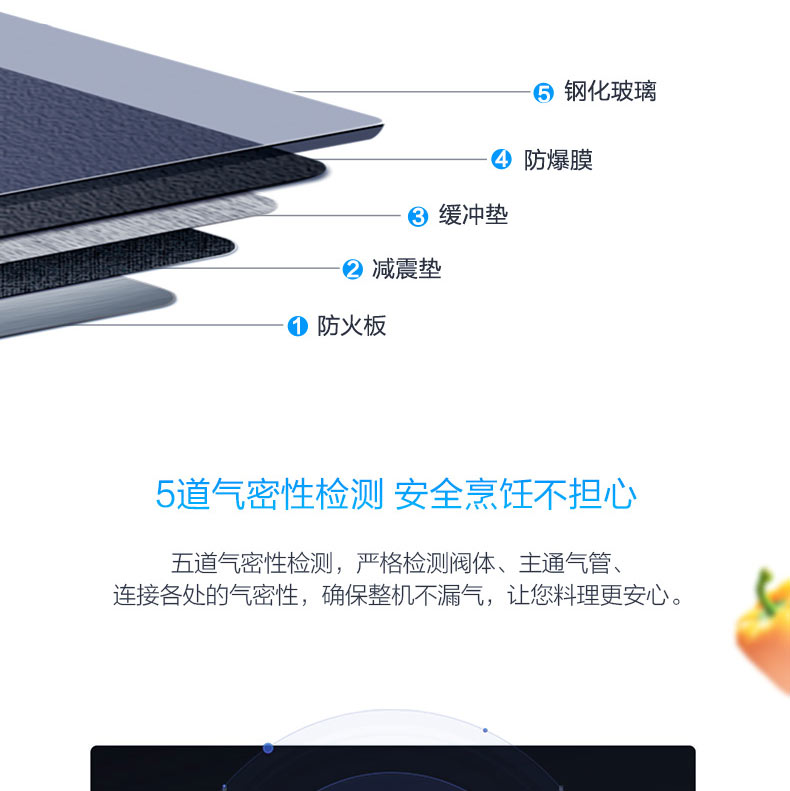 5 钢化玻璃
4 防爆膜
3 缓冲垫
2 减震垫
1 防火板
5道气密性检测 安全烹饪不担心
五道气密性检测，严格检测阀体、主通气管、
连接各处的气密性，确保整机不漏气，让您料理更安心。